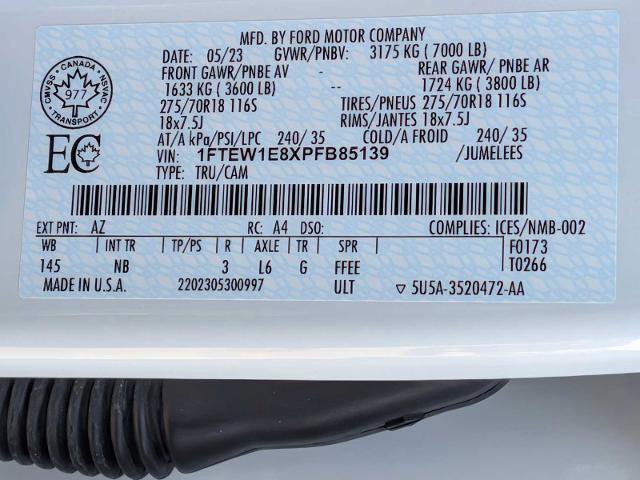 MFD. BY FORD MOTOR COMPANY
DATE: 05/23 GVWR/PNBV: 3175 KG (7000 LB)
FRONT GAWR/PNBE AV - REAR GAWR/ PNBE AR
1633 KG (3600 LB) -- 1724 KG (3800 LB)
275/70R18 116S TIRES/PNEUS 275/70R18 116S
18x7.5J RIMS/JANTES 18x7.5J
AT/A kPa/PSI/LPC 240/35 COLD/A FROID 240/35
VIN: 1FTEW1E8XPFB85139 /JUMELEES
TYPE: TRU/CAM
CANADA
CMVSS NSVAC
977
TRANSPORT
EC
EXT PNT: AZ RC: A4 DSO: COMPLIES: ICES/NMB-002
WB INT TR TP/PS R AXLE TR SPR F0173
145 NB 3 L6 G FFEE T0266
MADE IN U.S.A. 2202305300997 ULT ▽ 5U5A-3520472-AA